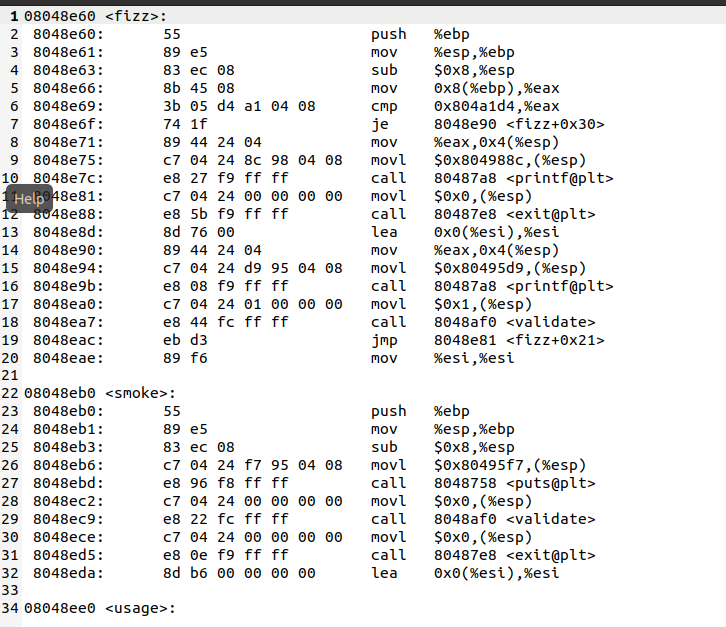 1 08048e60 <fizz>:
2 8048e60: 55 push %ebp
3 8048e61: 89 e5 mov %esp,%ebp
4 8048e63: 83 ec 08 sub $0x8,%esp
5 8048e66: 8b 45 08 mov 0x8(%ebp),%eax
6 8048e69: 3b 05 d4 a1 04 08 cmp 0x804a1d4,%eax
7 8048e6f: 74 1f je 8048e90 <fizz+0x30>
8 8048e71: 89 44 24 04 mov %eax,0x4(%esp)
9 8048e75: c7 04 24 8c 98 04 08 movl $0x804988c,(%esp)
10 8048e7c: e8 27 f9 ff ff call 80487a8 <printf@plt>
11 8048e81: c7 04 24 00 00 00 00 movl $0x0,(%esp)
Help
12 8048e88: e8 5b f9 ff ff call 80487e8 <exit@plt>
13 8048e8d: 8d 76 00 lea 0x0(%esi),%esi
14 8048e90: 89 44 24 04 mov %eax,0x4(%esp)
15 8048e94: c7 04 24 d9 95 04 08 movl $0x80495d9,(%esp)
16 8048e9b: e8 08 f9 ff ff call 80487a8 <printf@plt>
17 8048ea0: c7 04 24 01 00 00 00 movl $0x1,(%esp)
18 8048ea7: e8 44 fc ff ff call 8048af0 <validate>
19 8048eac: eb d3 jmp 8048e81 <fizz+0x21>
20 8048eae: 89 f6 mov %esi,%esi
21
22 08048eb0 <smoke>:
23 8048eb0: 55 push %ebp
24 8048eb1: 89 e5 mov %esp,%ebp
25 8048eb3: 83 ec 08 sub $0x8,%esp
26 8048eb6: c7 04 24 f7 95 04 08 movl $0x80495f7,(%esp)
27 8048ebd: e8 96 f8 ff ff call 8048758 <puts@plt>
28 8048ec2: c7 04 24 00 00 00 00 movl $0x0,(%esp)
29 8048ec9: e8 22 fc ff ff call 8048af0 <validate>
30 8048ece: c7 04 24 00 00 00 00 movl $0x0,(%esp)
31 8048ed5: e8 0e f9 ff ff call 80487e8 <exit@plt>
32 8048eda: 8d b6 00 00 00 00 lea 0x0(%esi),%esi
33
34 08048ee0 <usage>: